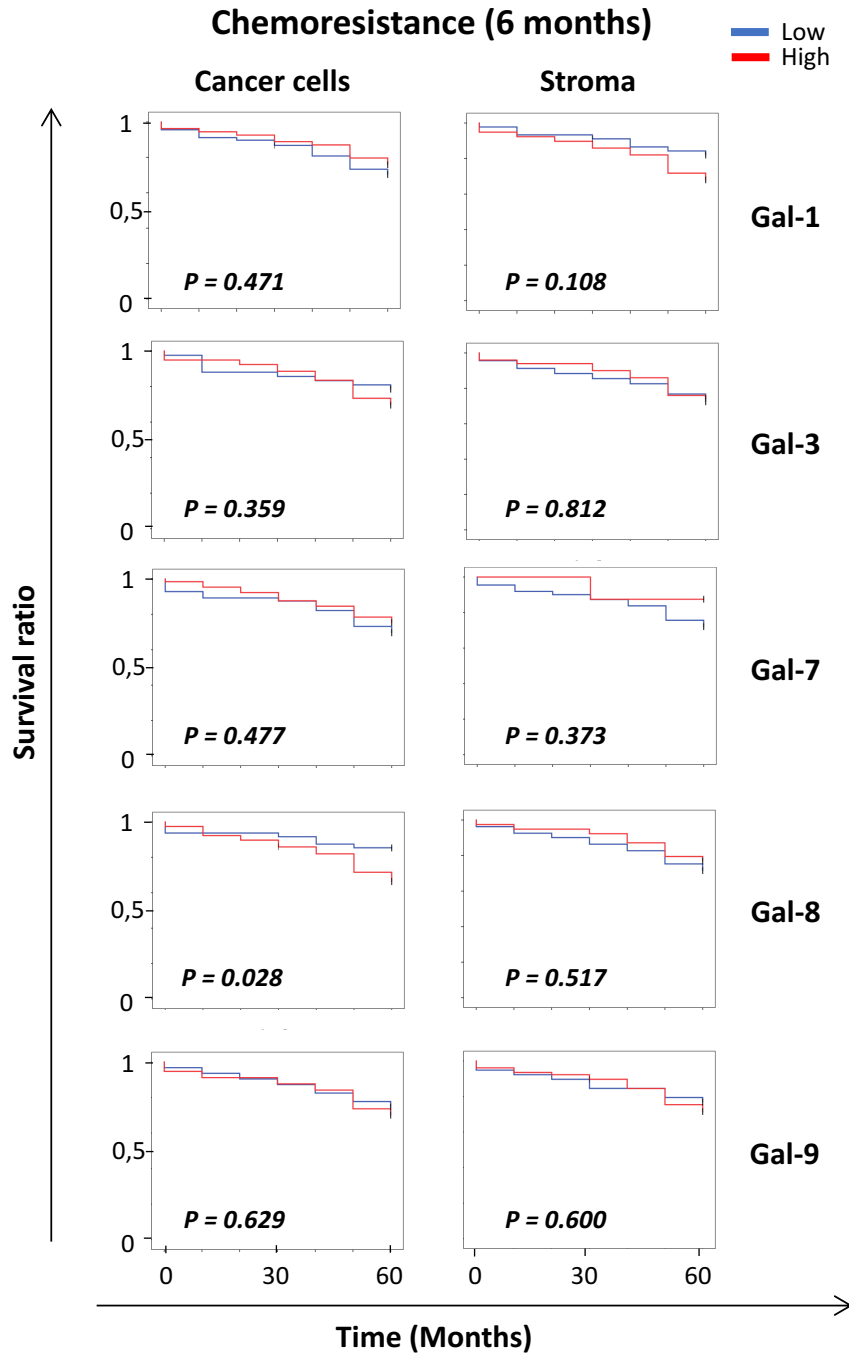 Chemoresistance (6 months)
Low
High
Cancer cells
Stroma
Survival ratio
1
0,5
0
P = 0.471
P = 0.108
Gal-1
1
0,5
0
P = 0.359
P = 0.812
Gal-3
1
0,5
0
P = 0.477
P = 0.373
Gal-7
1
0,5
0
P = 0.028
P = 0.517
Gal-8
1
0,5
0
P = 0.629
P = 0.600
Gal-9
0 30 60
0 30 60
Time (Months)